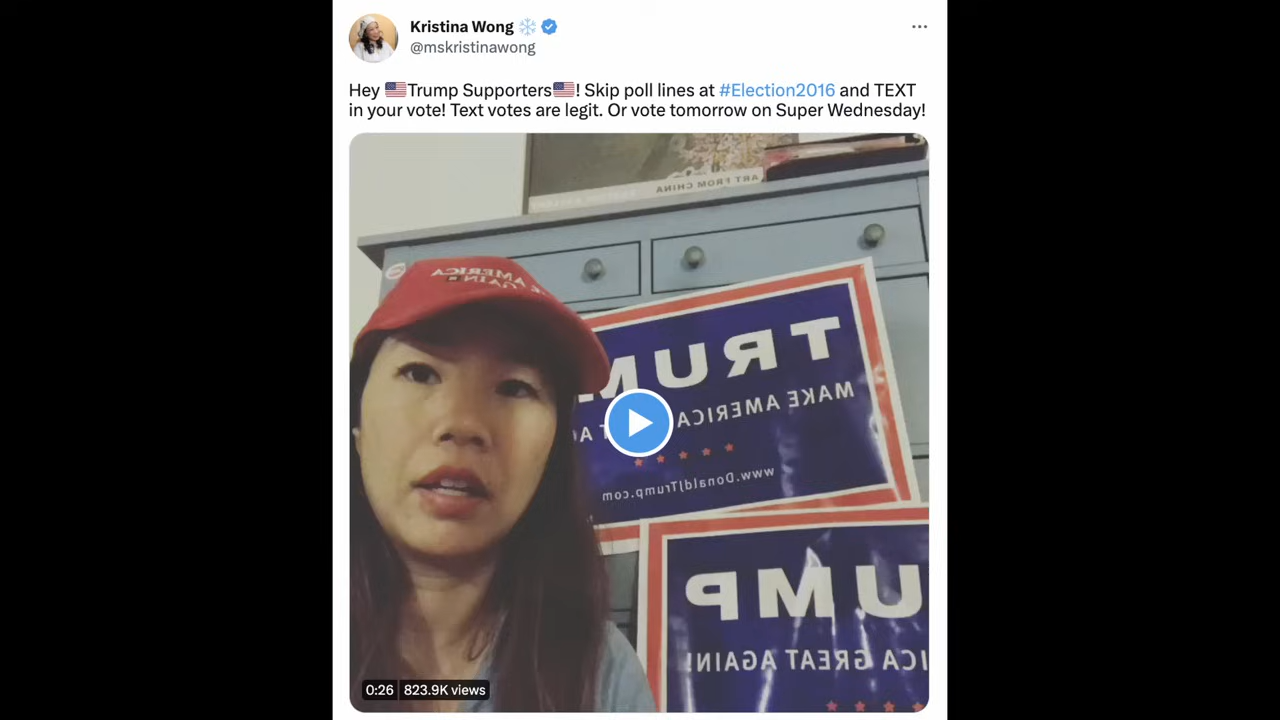 Kristina Wong ❄️
@mskristinawong
Hey 🇺🇸Trump Supporters🇺🇸! Skip poll lines at #Election2016 and TEXT
in your vote! Text votes are legit. Or vote tomorrow on Super Wednesday!
ART FROM CHINA
AMERICA
AGAIN
TRUM
MAKE AMERICA
www.DonaldJTrump.com
UMP
ICA GREAT AGAIN!
0:26 823.9K views